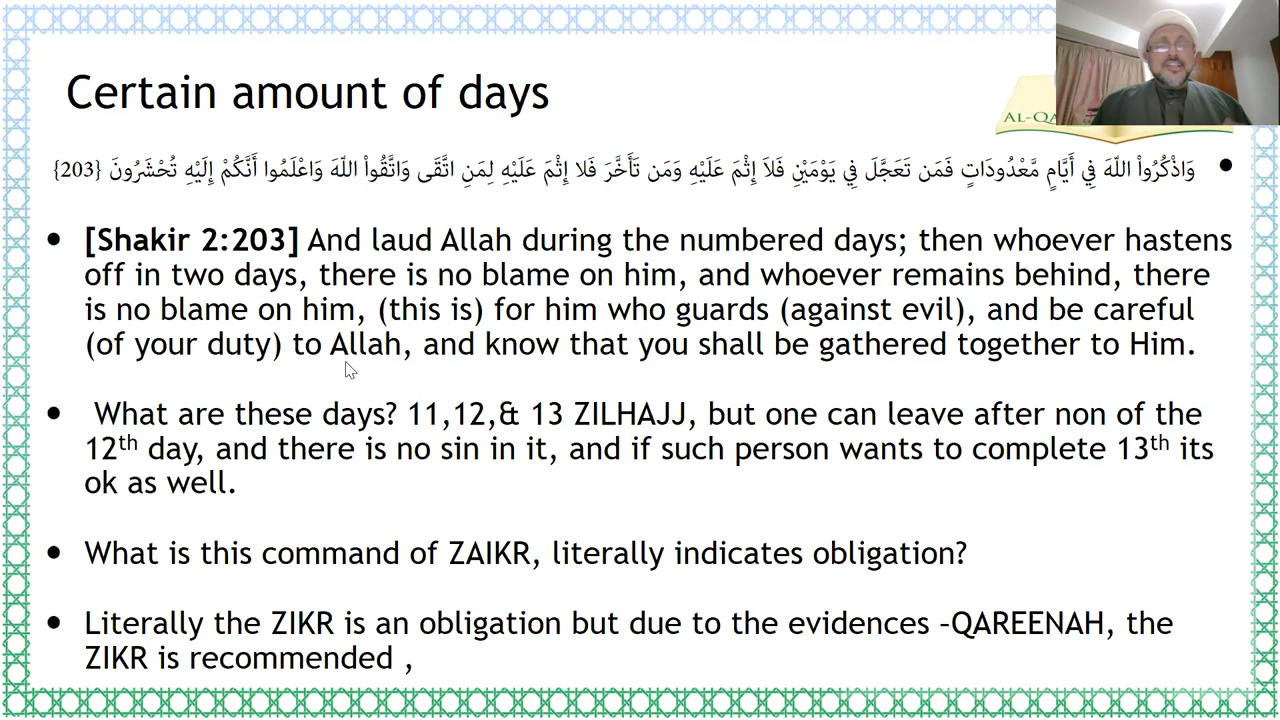 Certain amount of days
AL-QA
وَاذْكُرُواْ اللّهَ فِي أَيَّامٍ مَّعْدُودَاتٍ فَمَن تَعَجَّلَ فِي يَوْمَيْنِ فَلاَ إِثْمَ عَلَيْهِ وَمَن تَأَخَّرَ فَلا إِثْمَ عَلَيْهِ لِمَنِ اتَّقَى وَاتَّقُواْ اللّهَ وَاعْلَمُوا أَنَّكُمْ إِلَيْهِ تُحْشَرُونَ {203}
[Shakir 2:203] And laud Allah during the numbered days; then whoever hastens
off in two days, there is no blame on him, and whoever remains behind, there
is no blame on him, (this is) for him who guards (against evil), and be careful
(of your duty) to Allah, and know that you shall be gathered together to Him.
What are these days? 11,12,& 13 ZILHAJJ, but one can leave after non of the
12th day, and there is no sin in it, and if such person wants to complete 13th its
ok as well.
What is this command of ZAIKR, literally indicates obligation?
Literally the ZIKR is an obligation but due to the evidences –QAREENAH, the
ZIKR is recommended ,